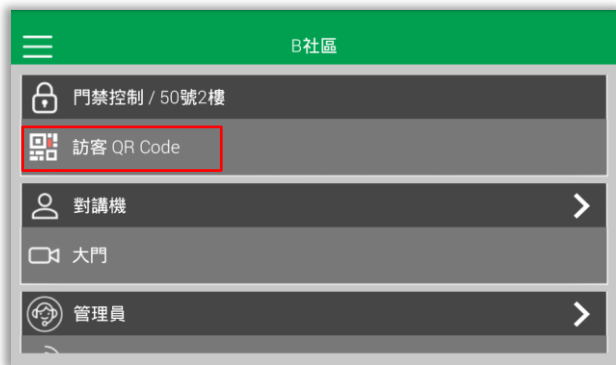 B社區
門禁控制 / 50號2樓
訪客 QR Code
對講機
大門
管理員